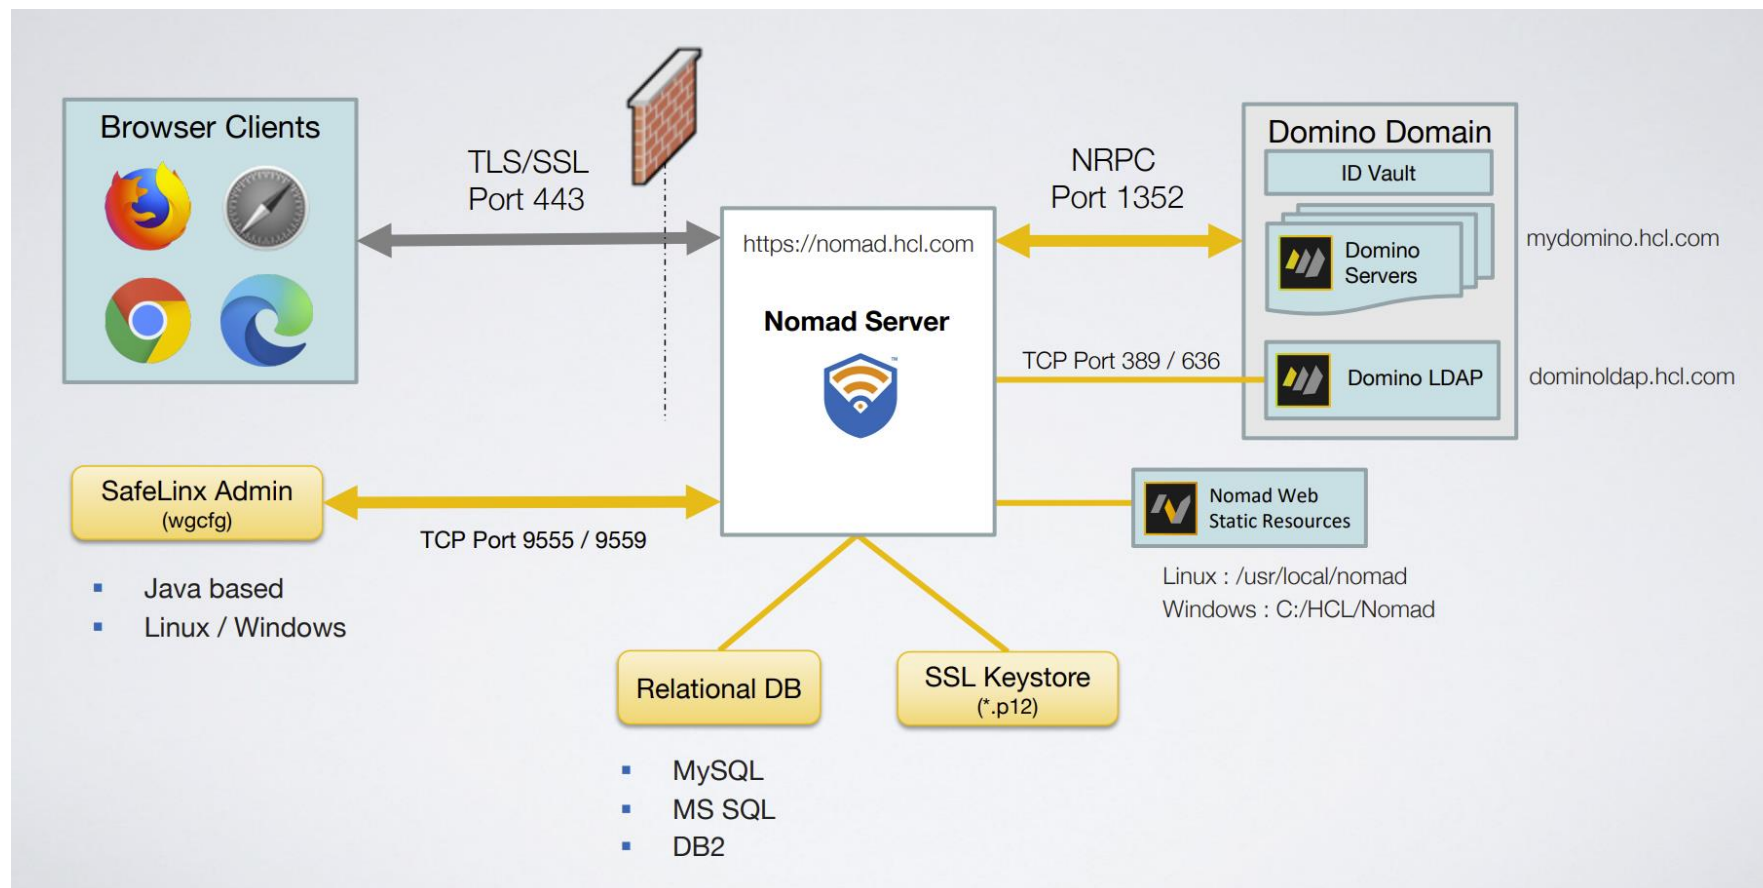 Browser Clients
TLS/SSL
Port 443
https://nomad.hcl.com
Nomad Server
™
NRPC
Port 1352
Domino Domain
ID Vault
Domino
Servers
mydomino.hcl.com
TCP Port 389 / 636
Domino LDAP
dominoldap.hcl.com
SafeLinx Admin
(wgcfg)
TCP Port 9555 / 9559
▪ Java based
▪ Linux / Windows
Nomad Web
Static Resources
Linux : /usr/local/nomad
Windows : C:/HCL/Nomad
Relational DB
▪ MySQL
▪ MS SQL
▪ DB2
SSL Keystore
(*.p12)